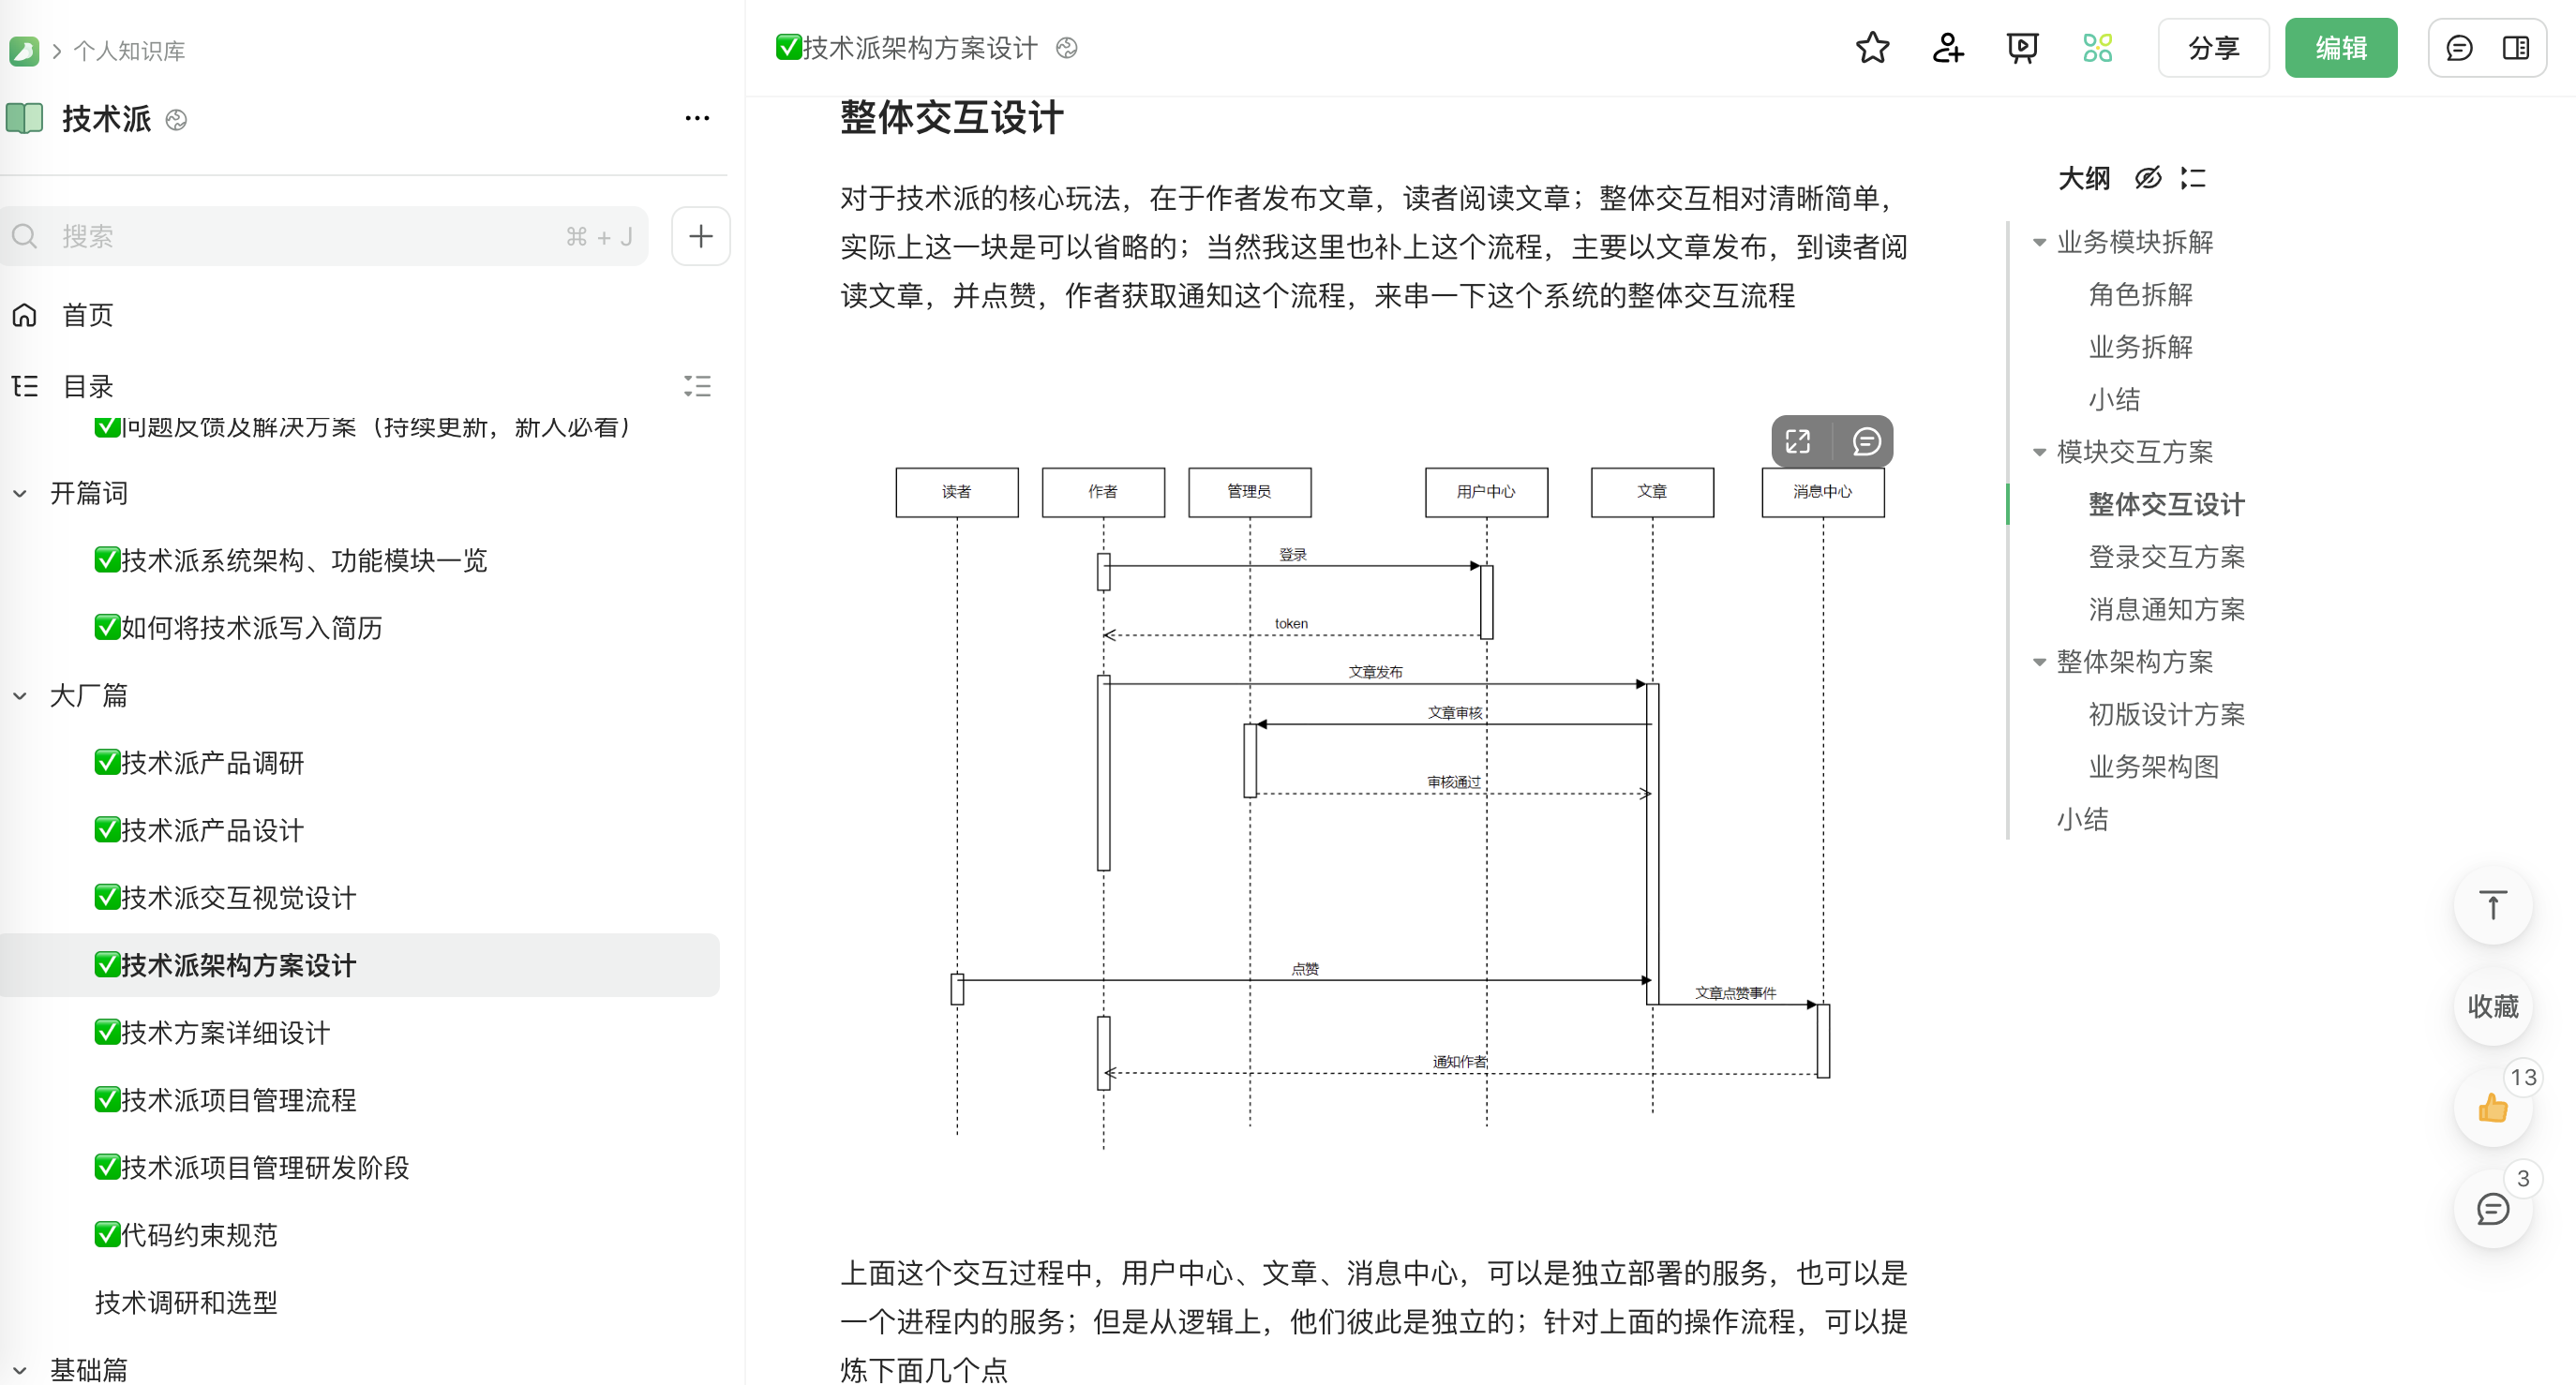 个人知识库
技术派
搜索
⌘ + J
首页
目录
✅问题反馈及解决方案（持续更新，新人必看）
开篇词
✅技术派系统架构、功能模块一览
✅如何将技术派写入简历
大厂篇
✅技术派产品调研
✅技术派产品设计
✅技术派交互视觉设计
✅技术派架构方案设计
✅技术方案详细设计
✅技术派项目管理流程
✅技术派项目管理研发阶段
✅代码约束规范
技术调研和选型
基础篇
✅技术派架构方案设计
分享
编辑
整体交互设计
对于技术派的核心玩法，在于作者发布文章，读者阅读文章；整体交互相对清晰简单，
实际上这一块是可以省略的；当然我这里也补上这个流程，主要以文章发布，到读者阅
读文章，并点赞，作者获取通知这个流程，来串一下这个系统的整体交互流程
读者
作者
管理员
用户中心
文章
消息中心
登录
token
文章发布
文章审核
审核通过
点赞
文章点赞事件
通知作者
上面这个交互过程中，用户中心、文章、消息中心，可以是独立部署的服务，也可以是
一个进程内的服务；但是从逻辑上，他们彼此是独立的；针对上面的操作流程，可以提
炼下面几个点
大纲
业务模块拆解
角色拆解
业务拆解
小结
模块交互方案
整体交互设计
登录交互方案
消息通知方案
整体架构方案
初版设计方案
业务架构图
小结
收藏
13
3